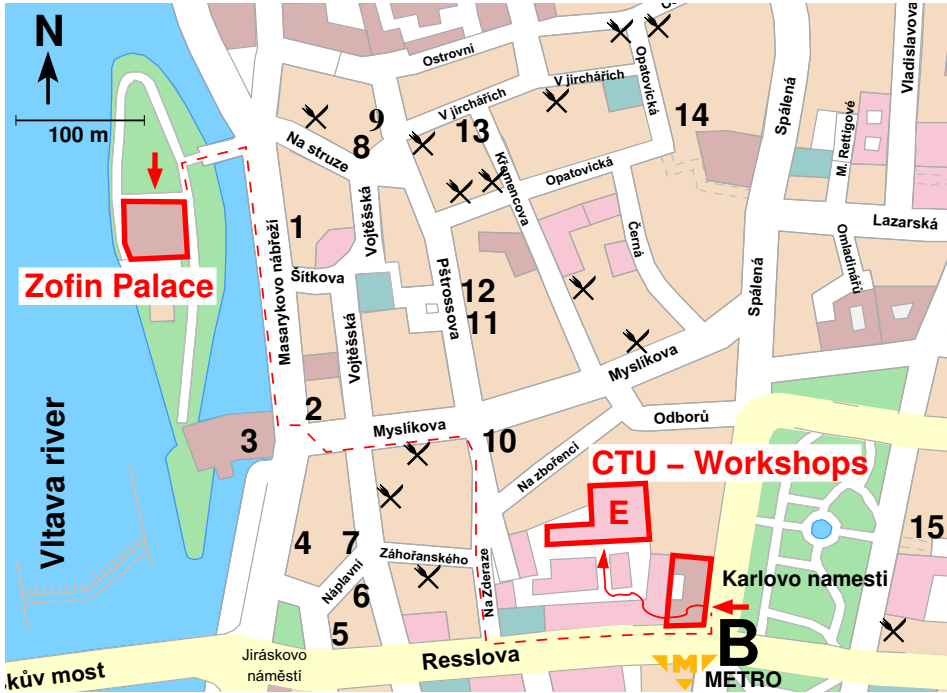 N
100 m
Ostrovní
V jirchářích
V jirchářích
Opatovická
Opatovická
14
Spálená
Vladislavova
M. Rettigové
Lazarská
9
8
13
Na struze
Křemencova
Masarykovo nábřeží
1
Vojtěšská
Šítkova
Zofin Palace
Pštrossova
12
11
Černá
Spálená
Omladinářů
Vojtěšská
Myslíkova
2
3
Myslíkova
10
Odborů
Na zbořenci
CTU – Workshops
E
Vltava river
4
7
Záhořanského
Náplavní
6
5
Na Zderaze
15
Karlovo namesti
B
METRO
M
Resslova
Jiráskovo
náměstí
skův most